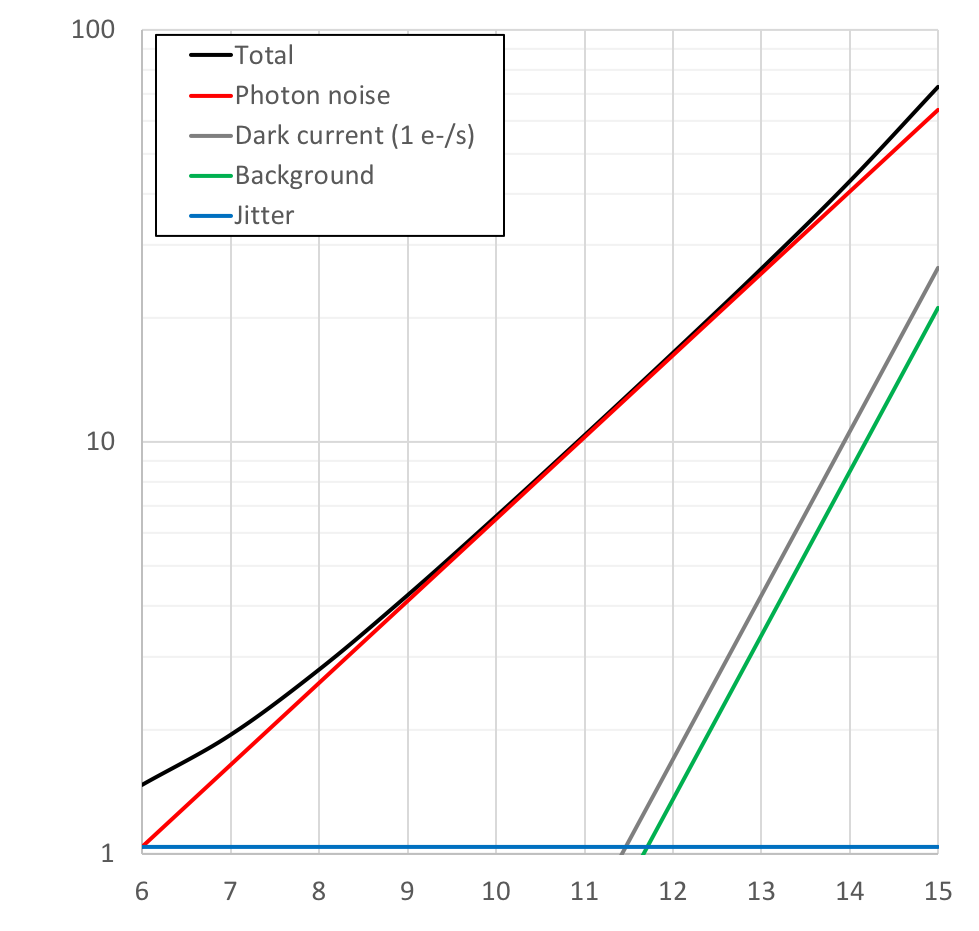 100
Total
Photon noise
Dark current (1 e-/s)
Background
Jitter
10
1
6 7 8 9 10 11 12 13 14 15